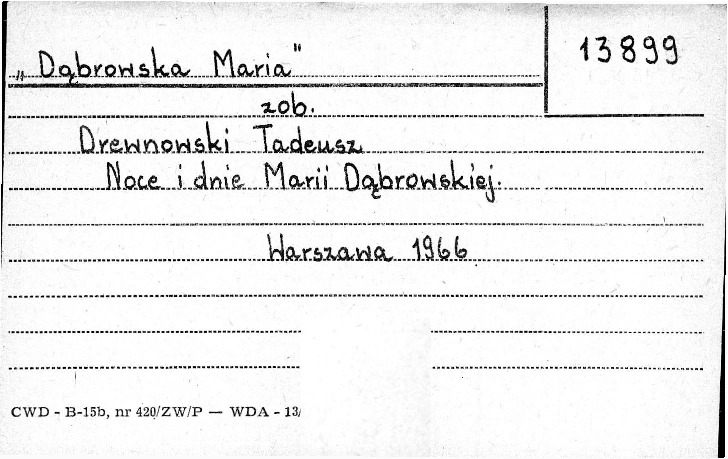 13899
„Dąbrowska Maria"
zob.
Drewnowski Tadeusz
Noce i dnie Marii Dąbrowskiej.
Warszawa 1966
CWD - B-15b, nr 420/ZW/P — WDA - 13/